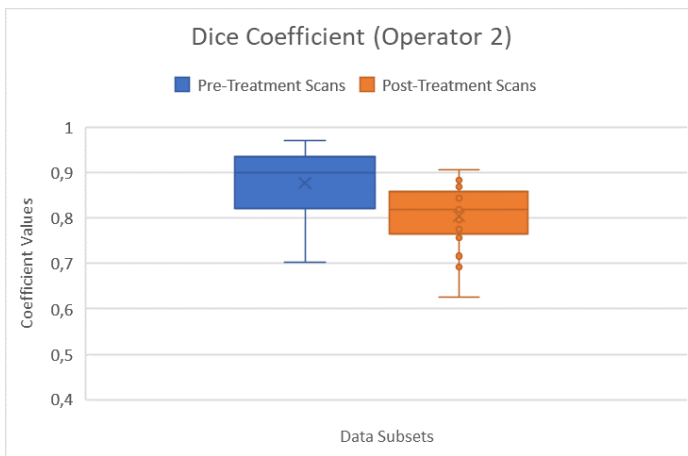 Dice Coefficient (Operator 2)
Pre-Treatment Scans Post-Treatment Scans
1
0,9
0,8
0,7
0,6
0,5
0,4
Coefficient Values
Data Subsets